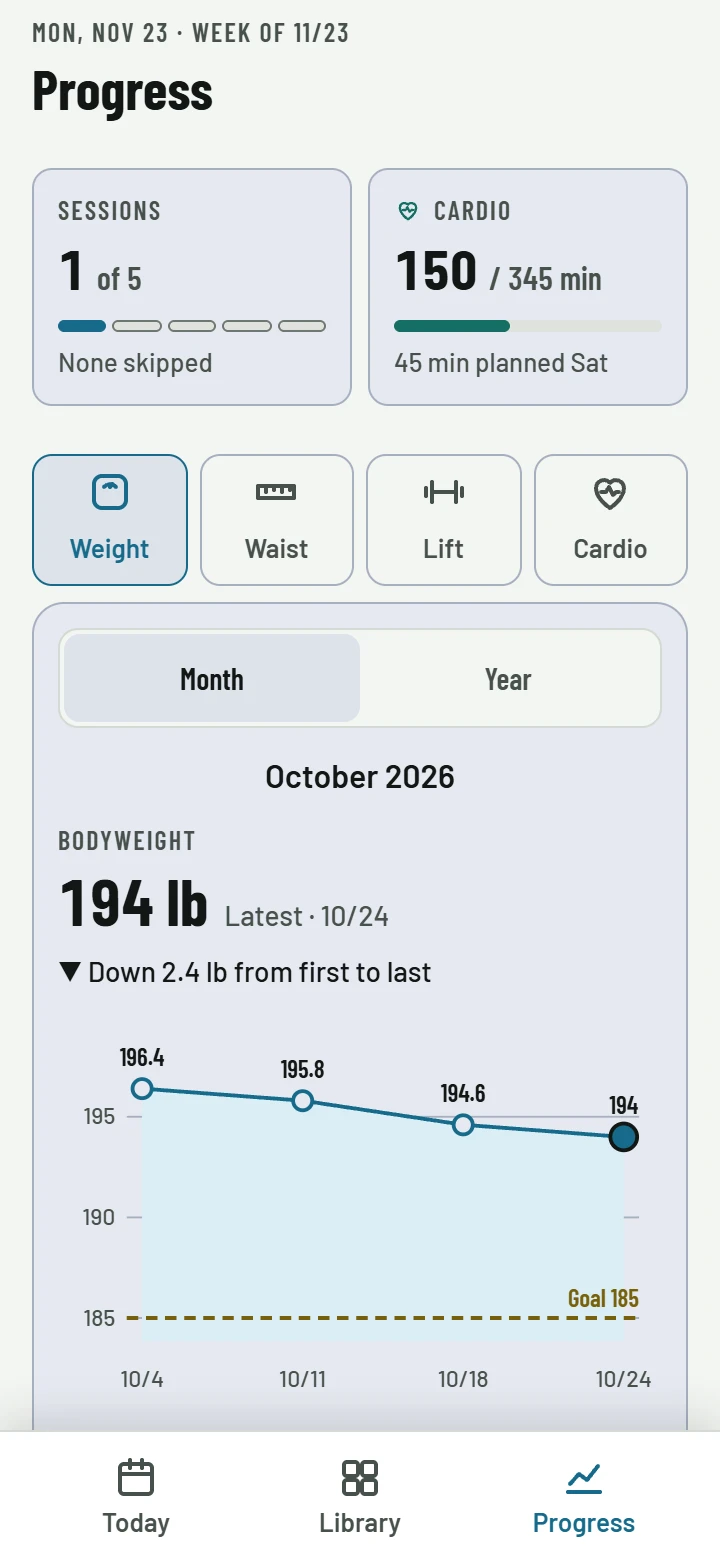 MON, NOV 23 · WEEK OF 11/23
Progress
SESSIONS
1 of 5
None skipped
CARDIO
150 / 345 min
45 min planned Sat
Weight
Waist
Lift
Cardio
Month
Year
October 2026
BODYWEIGHT
194 lb Latest · 10/24
▼ Down 2.4 lb from first to last
196.4
195.8
194.6
194
195
190
Goal 185
185
10/4
10/11
10/18
10/24
Today
Library
Progress